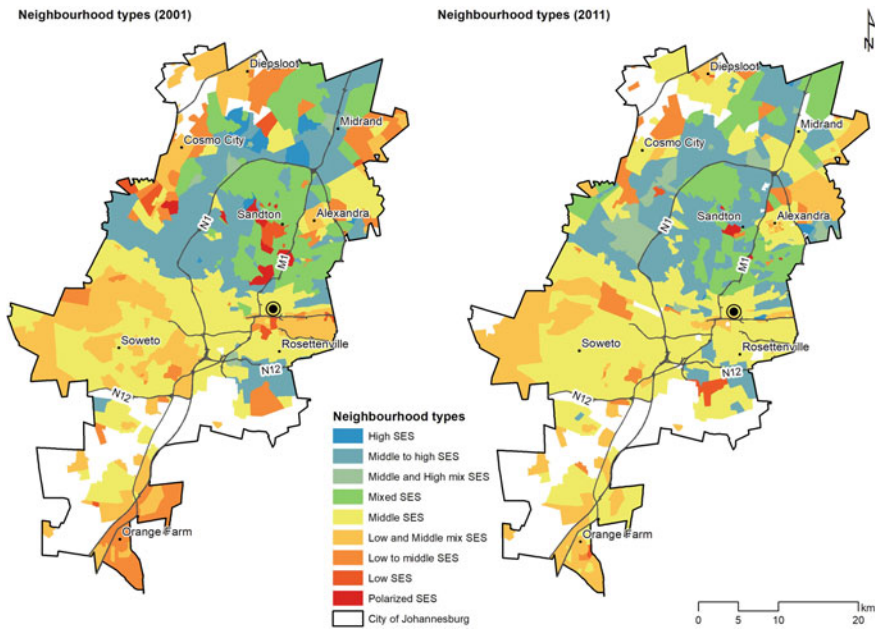 Neighbourhood types (2001)
Neighbourhood types (2011)
N
Diepsloot
Midrand
Cosmo City
N1
Sandton
Alexandra
M1
Soweto
Rosettenville
N12
N12
Orange Farm
Diepsloot
Midrand
Cosmo City
N1
Sandton
Alexandra
M1
Soweto
Rosettenville
N12
N12
Orange Farm
Neighbourhood types
High SES
Middle to high SES
Middle and High mix SES
Mixed SES
Middle SES
Low and Middle mix SES
Low to middle SES
Low SES
Polarized SES
City of Johannesburg
km
0 5 10 20